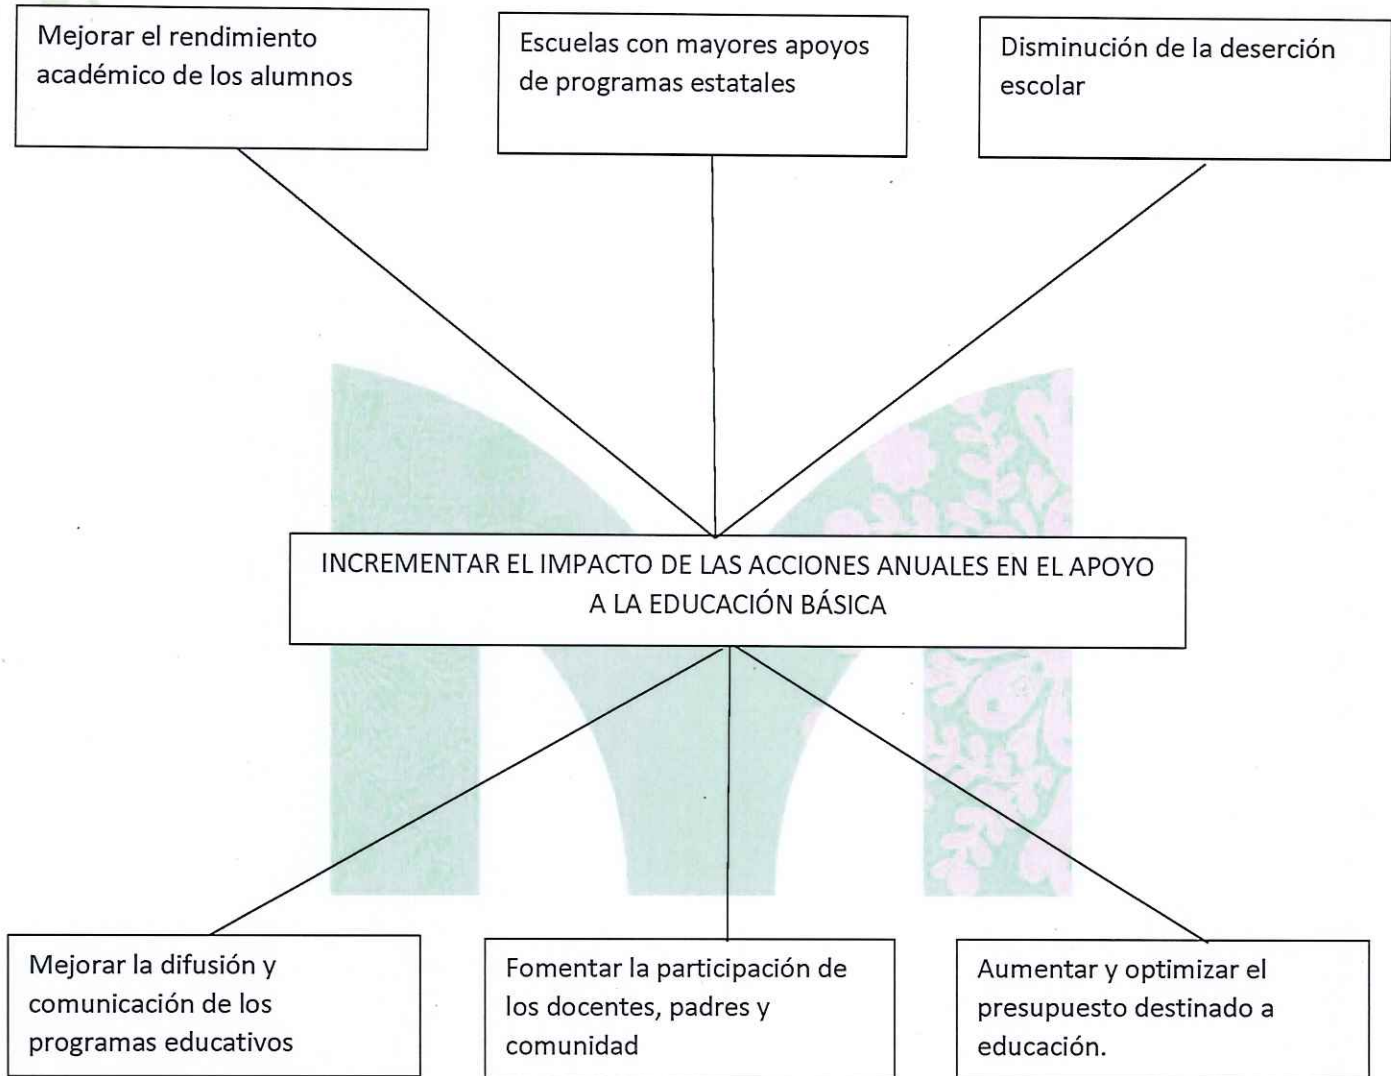 Mejorar el rendimiento
académico de los alumnos
Escuelas con mayores apoyos
de programas estatales
Disminución de la deserción
escolar
INCREMENTAR EL IMPACTO DE LAS ACCIONES ANUALES EN EL APOYO
A LA EDUCACIÓN BÁSICA
Mejorar la difusión y
comunicación de los
programas educativos
Fomentar la participación de
los docentes, padres y
comunidad
Aumentar y optimizar el
presupuesto destinado a
educación.